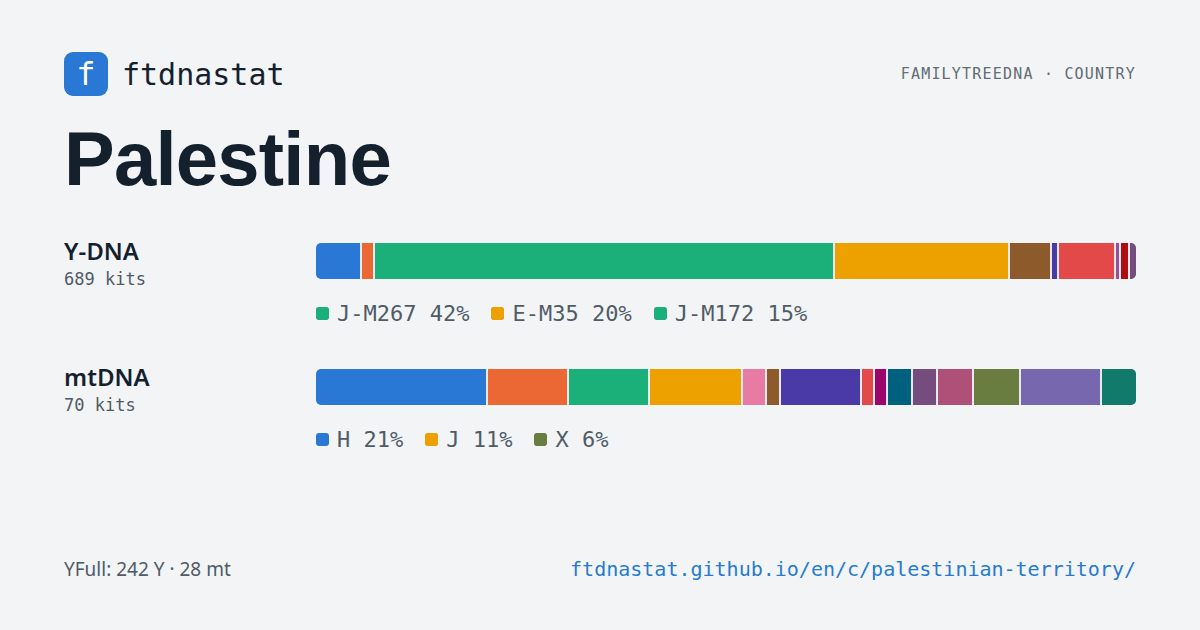 f ftdnastat
FAMILYTREEDNA · COUNTRY
Palestine
Y-DNA
689 kits
J-M267 42% E-M35 20% J-M172 15%
mtDNA
70 kits
H 21% J 11% X 6%
YFull: 242 Y · 28 mt
ftdnastat.github.io/en/c/palestinian-territory/